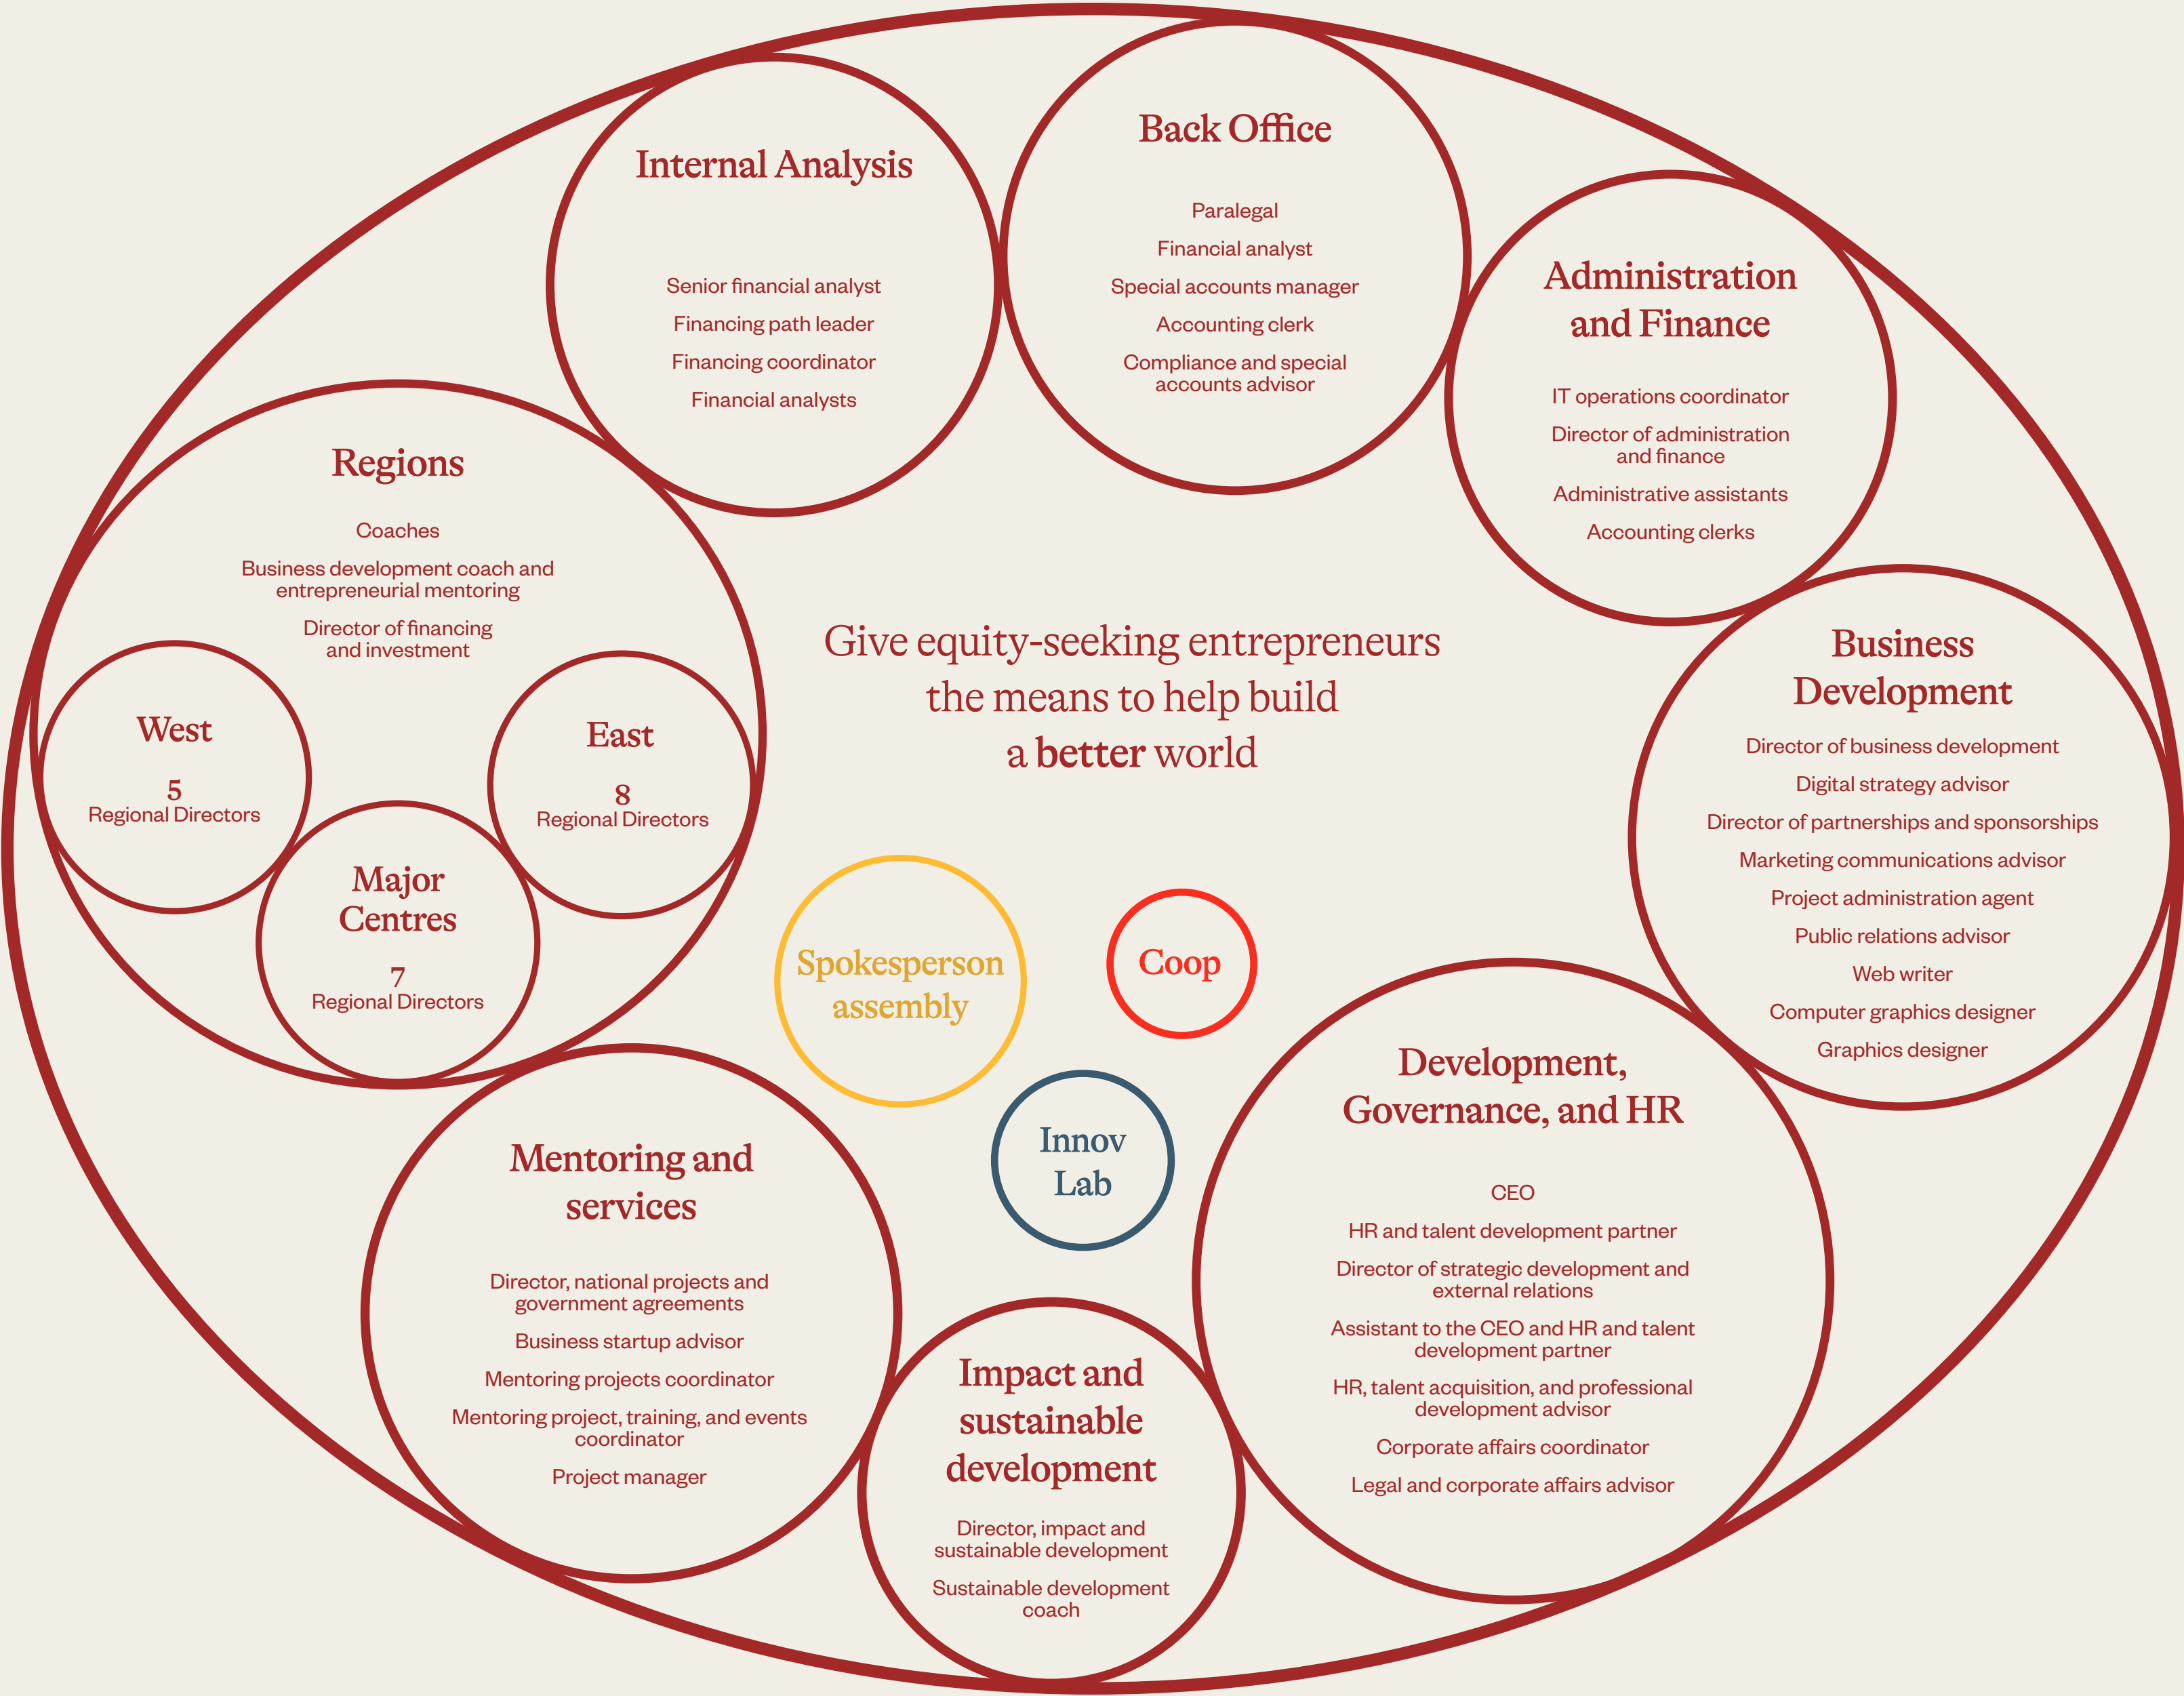 Internal Analysis
Senior financial analyst
Financing path leader
Financing coordinator
Financial analysts
Back Office
Paralegal
Financial analyst
Special accounts manager
Accounting clerk
Compliance and special
accounts advisor
Administration
and Finance
IT operations coordinator
Director of administration
and finance
Administrative assistants
Accounting clerks
Regions
Coaches
Business development coach and
entrepreneurial mentoring
Director of financing
and investment
West
5
Regional Directors
East
8
Regional Directors
Major
Centres
7
Regional Directors
Give equity-seeking entrepreneurs
the means to help build
a better world
Business
Development
Director of business development
Digital strategy advisor
Director of partnerships and sponsorships
Marketing communications advisor
Project administration agent
Public relations advisor
Web writer
Computer graphics designer
Graphics designer
Spokesperson
assembly
Coop
Innov
Lab
Development,
Governance, and HR
CEO
HR and talent development partner
Director of strategic development and
external relations
Assistant to the CEO and HR and talent
development partner
HR, talent acquisition, and professional
development advisor
Corporate affairs coordinator
Legal and corporate affairs advisor
Mentoring and
services
Director, national projects and
government agreements
Business startup advisor
Mentoring projects coordinator
Mentoring project, training, and events
coordinator
Project manager
Impact and
sustainable
development
Director, impact and
sustainable development
Sustainable development
coach